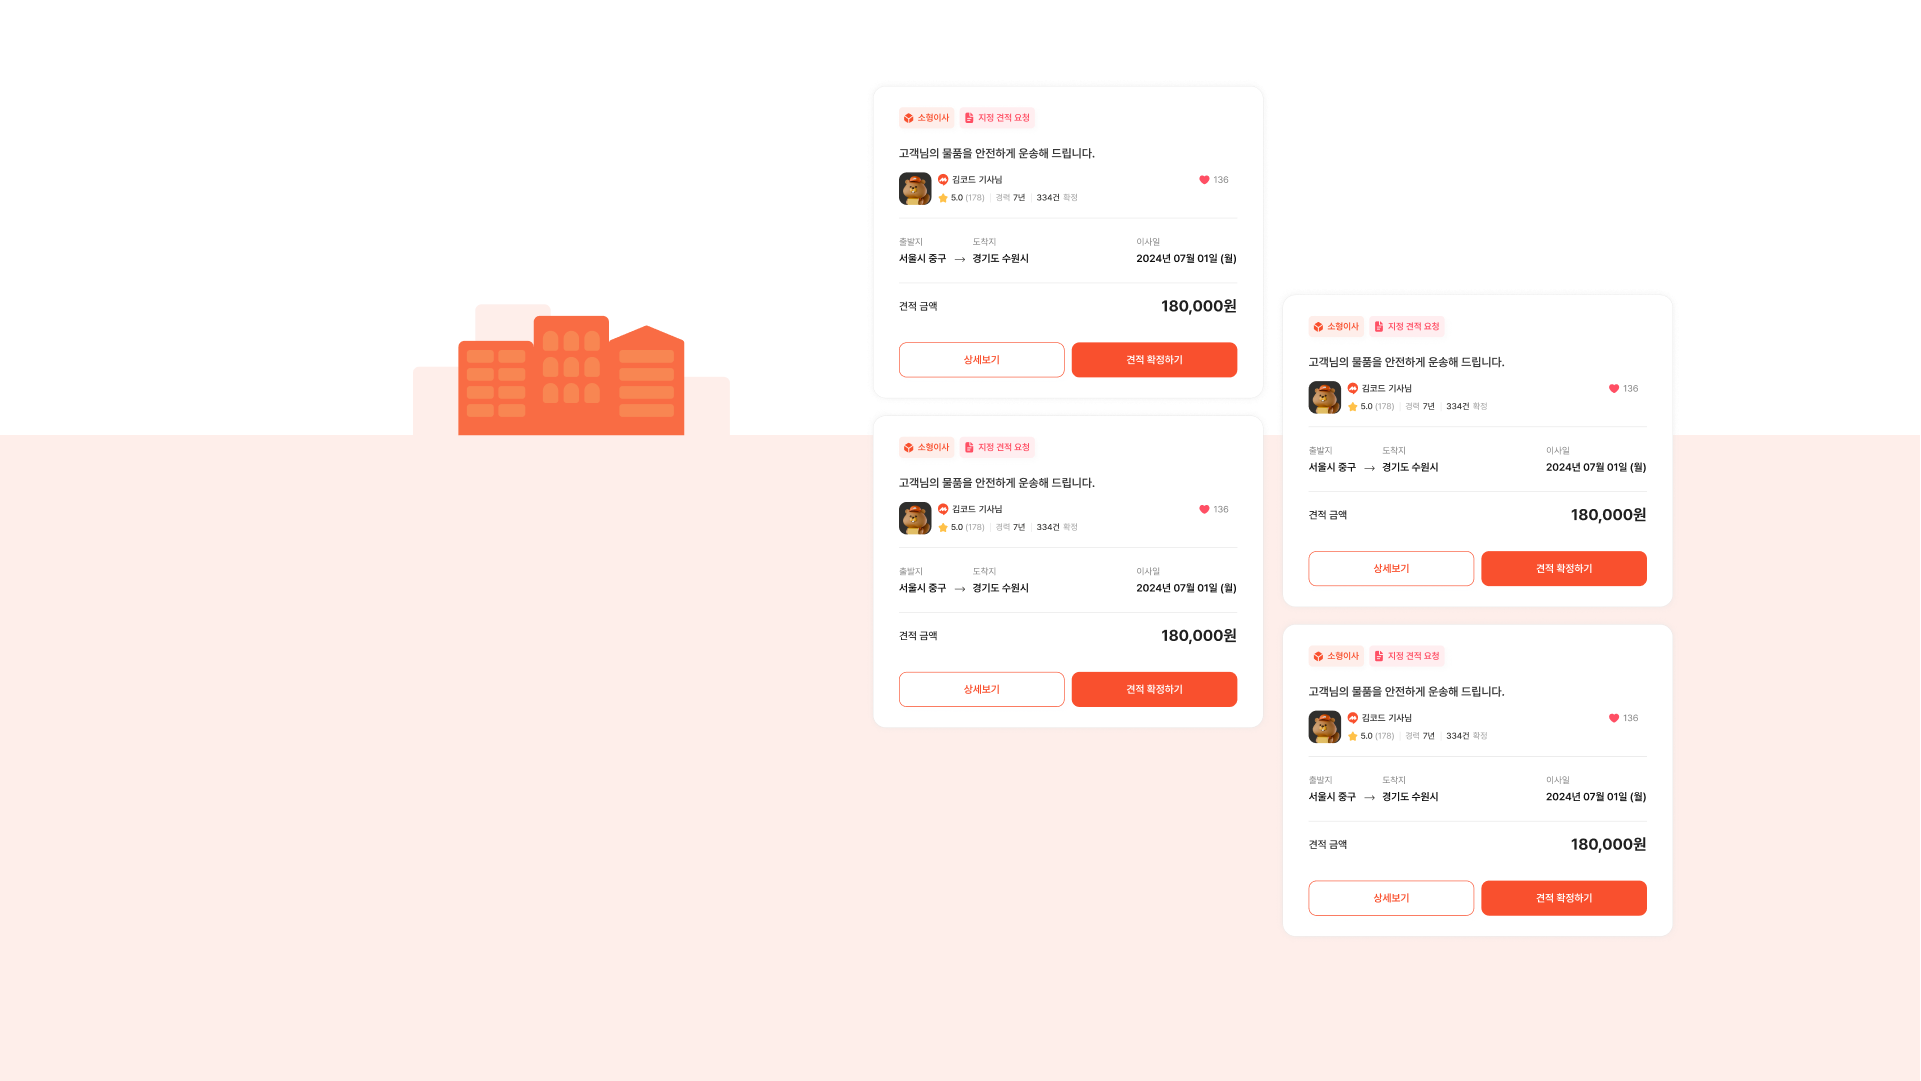 소형이사 지정 견적 요청
고객님의 물품을 안전하게 운송해 드립니다.
김코드 기사님 136
5.0 (178) 경력 7년 334건 확정
출발지 도착지 이사일
서울시 중구 → 경기도 수원시 2024년 07월 01일 (월)
견적 금액 180,000원
상세보기 견적 확정하기
소형이사 지정 견적 요청
고객님의 물품을 안전하게 운송해 드립니다.
김코드 기사님 136
5.0 (178) 경력 7년 334건 확정
출발지 도착지 이사일
서울시 중구 → 경기도 수원시 2024년 07월 01일 (월)
견적 금액 180,000원
상세보기 견적 확정하기
소형이사 지정 견적 요청
고객님의 물품을 안전하게 운송해 드립니다.
김코드 기사님 136
5.0 (178) 경력 7년 334건 확정
출발지 도착지 이사일
서울시 중구 → 경기도 수원시 2024년 07월 01일 (월)
견적 금액 180,000원
상세보기 견적 확정하기
소형이사 지정 견적 요청
고객님의 물품을 안전하게 운송해 드립니다.
김코드 기사님 136
5.0 (178) 경력 7년 334건 확정
출발지 도착지 이사일
서울시 중구 → 경기도 수원시 2024년 07월 01일 (월)
견적 금액 180,000원
상세보기 견적 확정하기